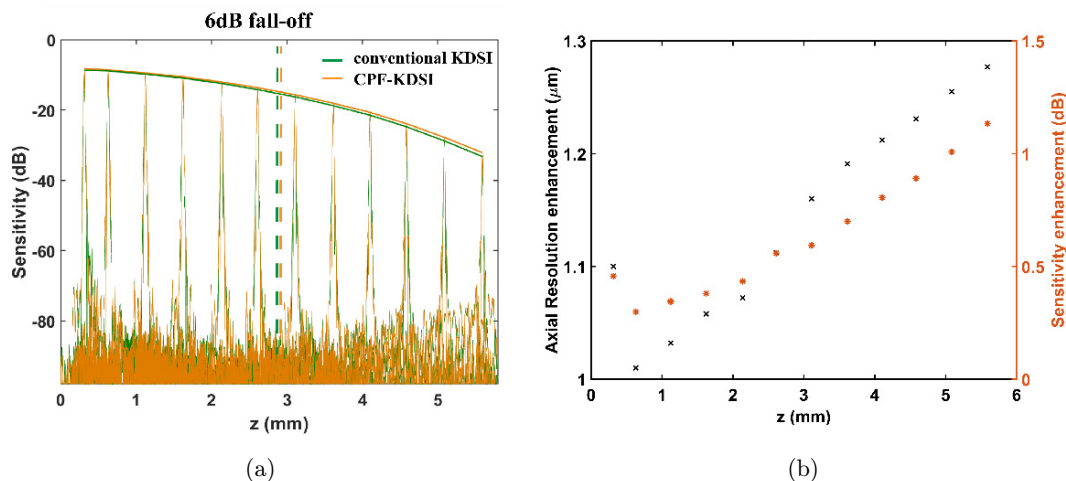 6dB fall-off
0
-20
-40
-60
-80
Sensitivity (dB)
conventional KDSI
CPF-KDSI
0 1 2 3 4 5
z (mm)
(a)
1.3
1.2
1.1
1
Axial Resolution enhancement (μm)
1.5
1
0.5
0
Sensitivity enhancement (dB)
0 1 2 3 4 5 6
z (mm)
(b)